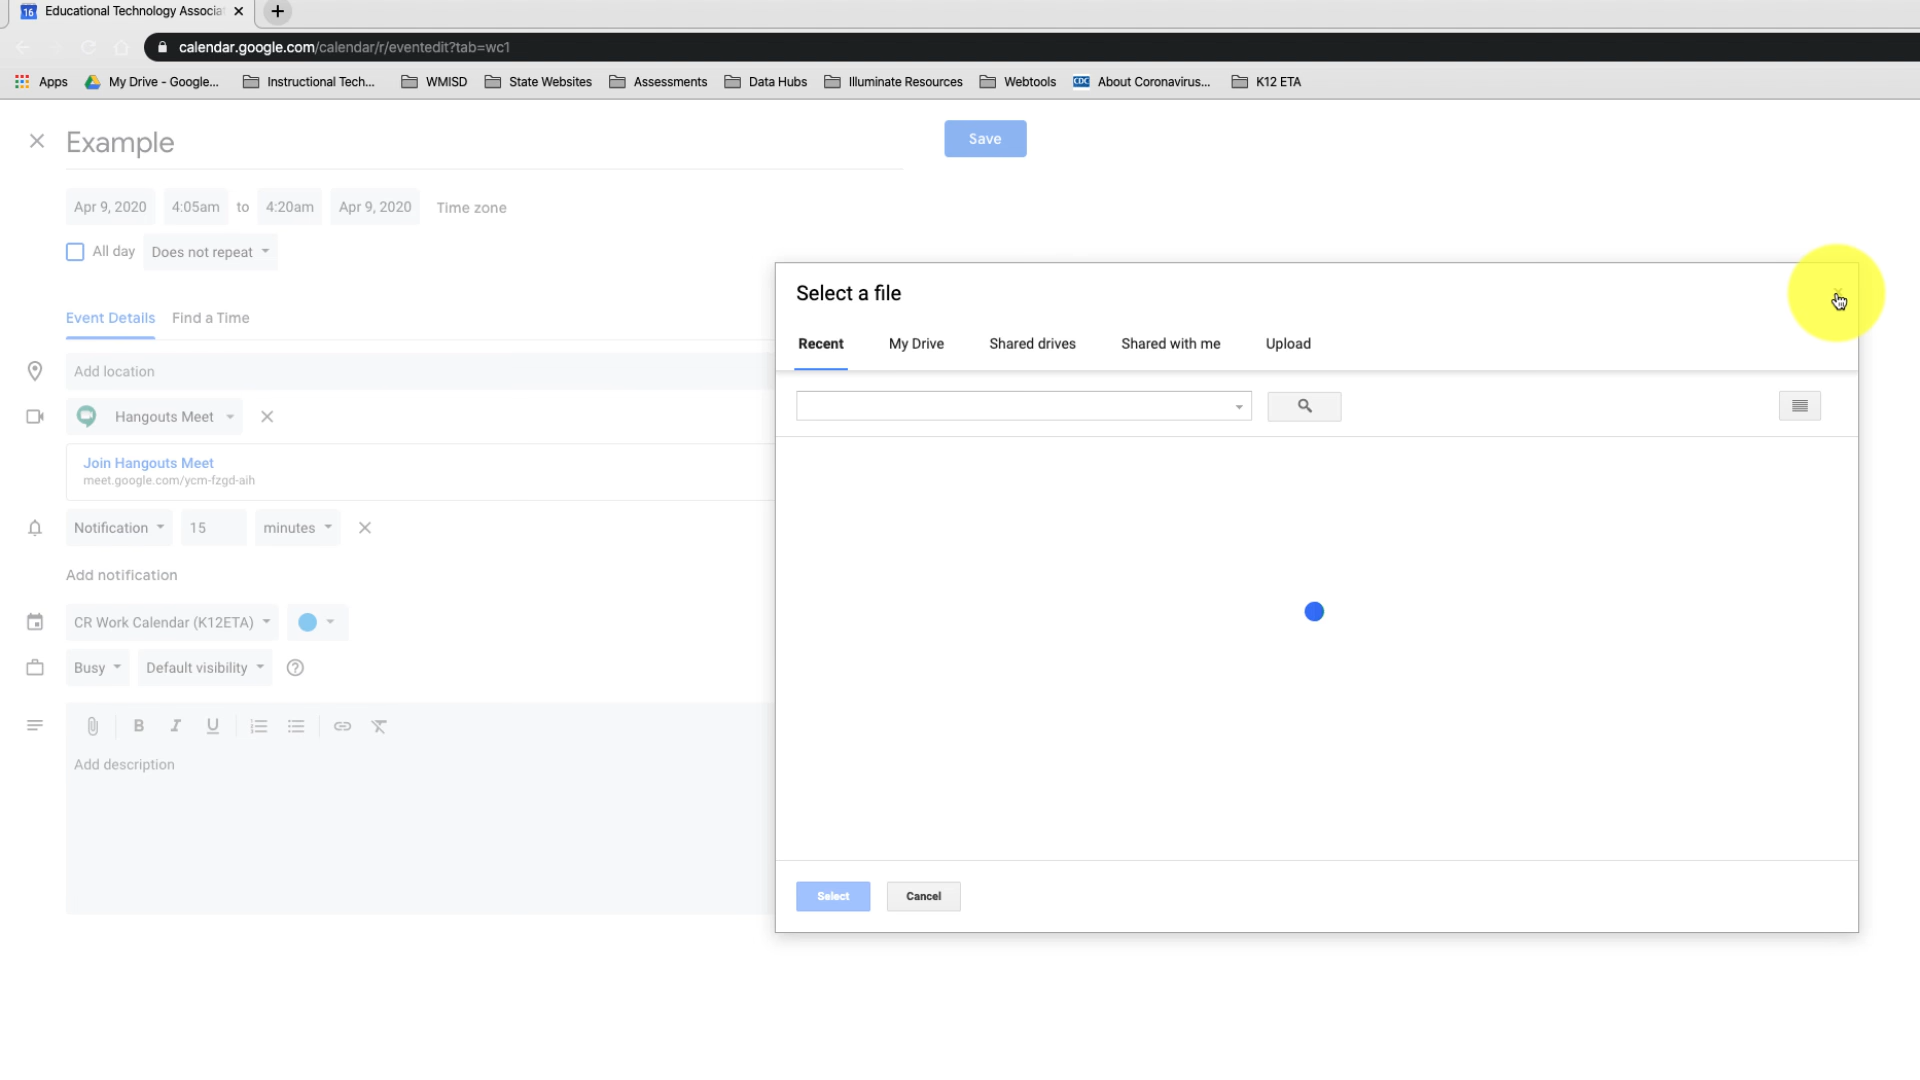 16 Educational Technology Associa
calendar.google.com/calendar/r/eventedit?tab=wc1
Apps My Drive - Google... Instructional Tech... WMISD State Websites Assessments Data Hubs Illuminate Resources Webtools CDC About Coronavirus... K12 ETA
Example
Save
Apr 9, 2020 4:05am to 4:20am Apr 9, 2020 Time zone
All day Does not repeat
Event Details Find a Time
Add location
Hangouts Meet
Join Hangouts Meet
meet.google.com/ycm-fzgd-aih
Notification 15 minutes
Add notification
CR Work Calendar (K12ETA)
Busy Default visibility
B I U
Add description
Select a file
Recent My Drive Shared drives Shared with me Upload
Select Cancel